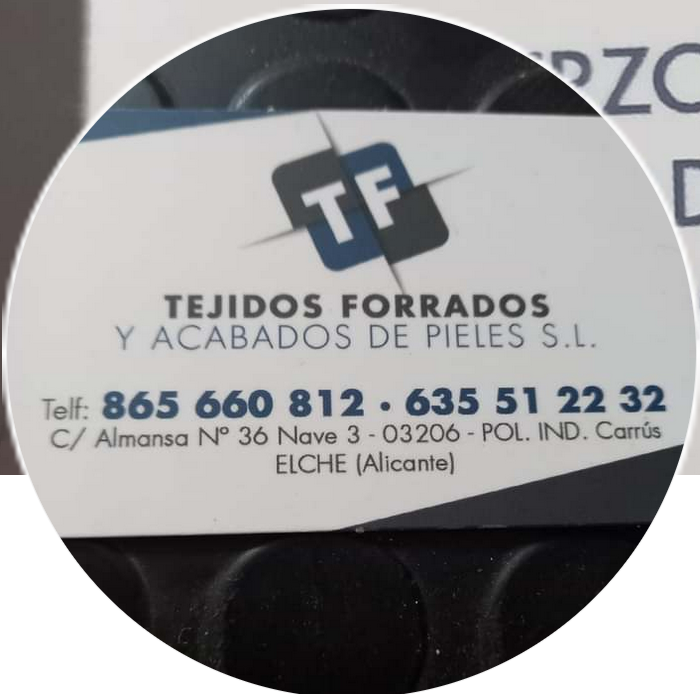 TF
TEJIDOS FORRADOS
Y ACABADOS DE PIELES S.L.
Telf: 865 660 812 · 635 51 22 32
C/ Almansa Nº 36 Nave 3 - 03206 - POL. IND. Carrús
ELCHE (Alicante)